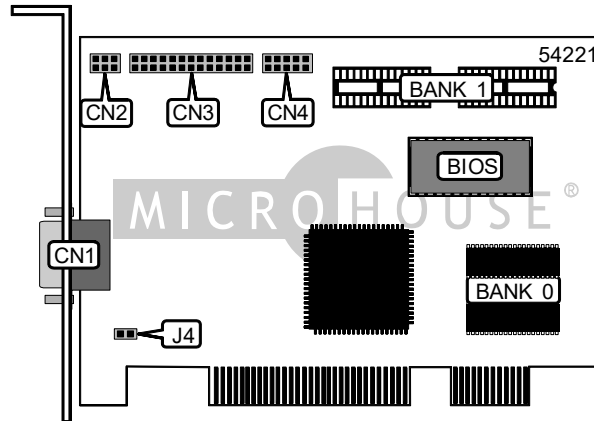 54221
CN2
CN3
CN4
BANK 1
BIOS
MICROHOUSE®
CN1
BANK 0
J4